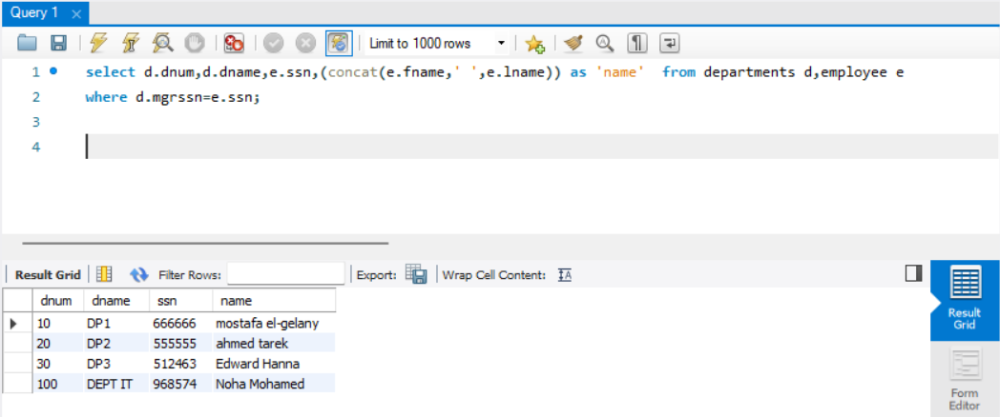 Query 1
Limit to 1000 rows
1 select d.dnum,d.dname,e.ssn,(concat(e.fname,' ',e.lname)) as 'name'  from departments d,employee e
2 where d.mgrssn=e.ssn;
3
4
Result Grid Filter Rows: Export: Wrap Cell Content:
dnum dname ssn name
10 DP1 666666 mostafa el-gelany
20 DP2 555555 ahmed tarek
30 DP3 512463 Edward Hanna
100 DEPT IT 968574 Noha Mohamed
Result
Grid
Form
Editor